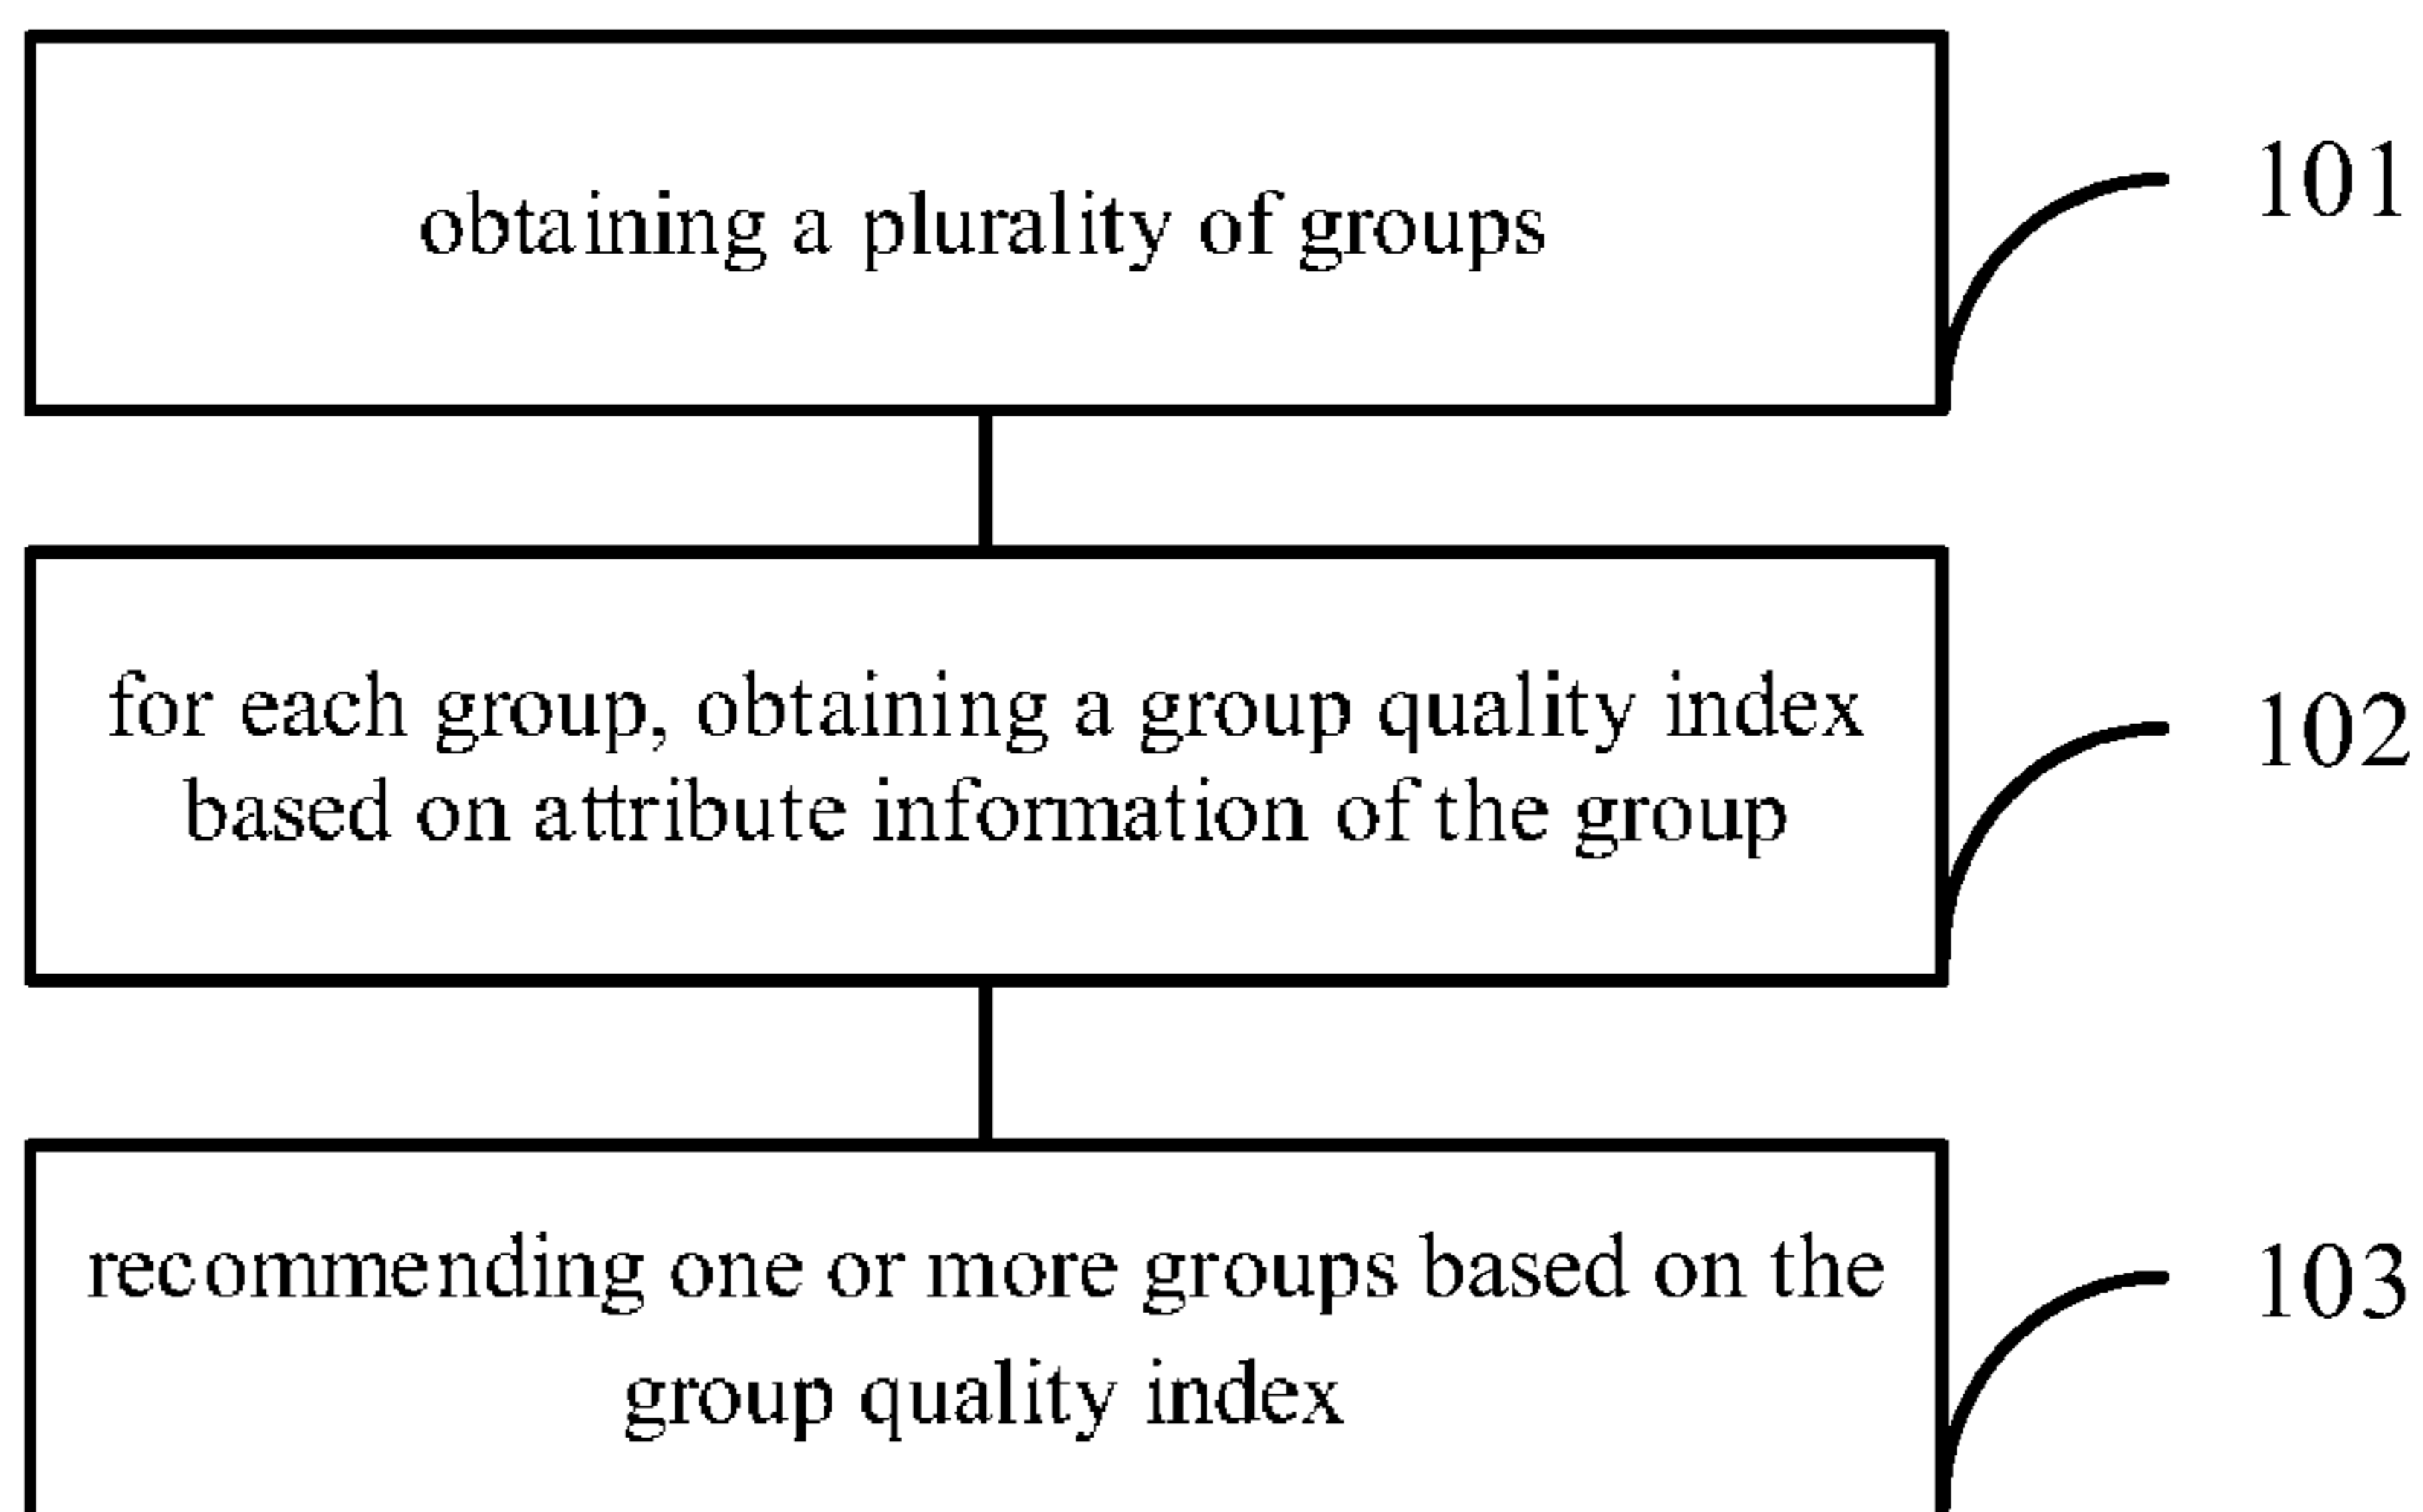 obtaining a plurality of groups
101
for each group, obtaining a group quality index
based on attribute information of the group
102
recommending one or more groups based on the
group quality index
103